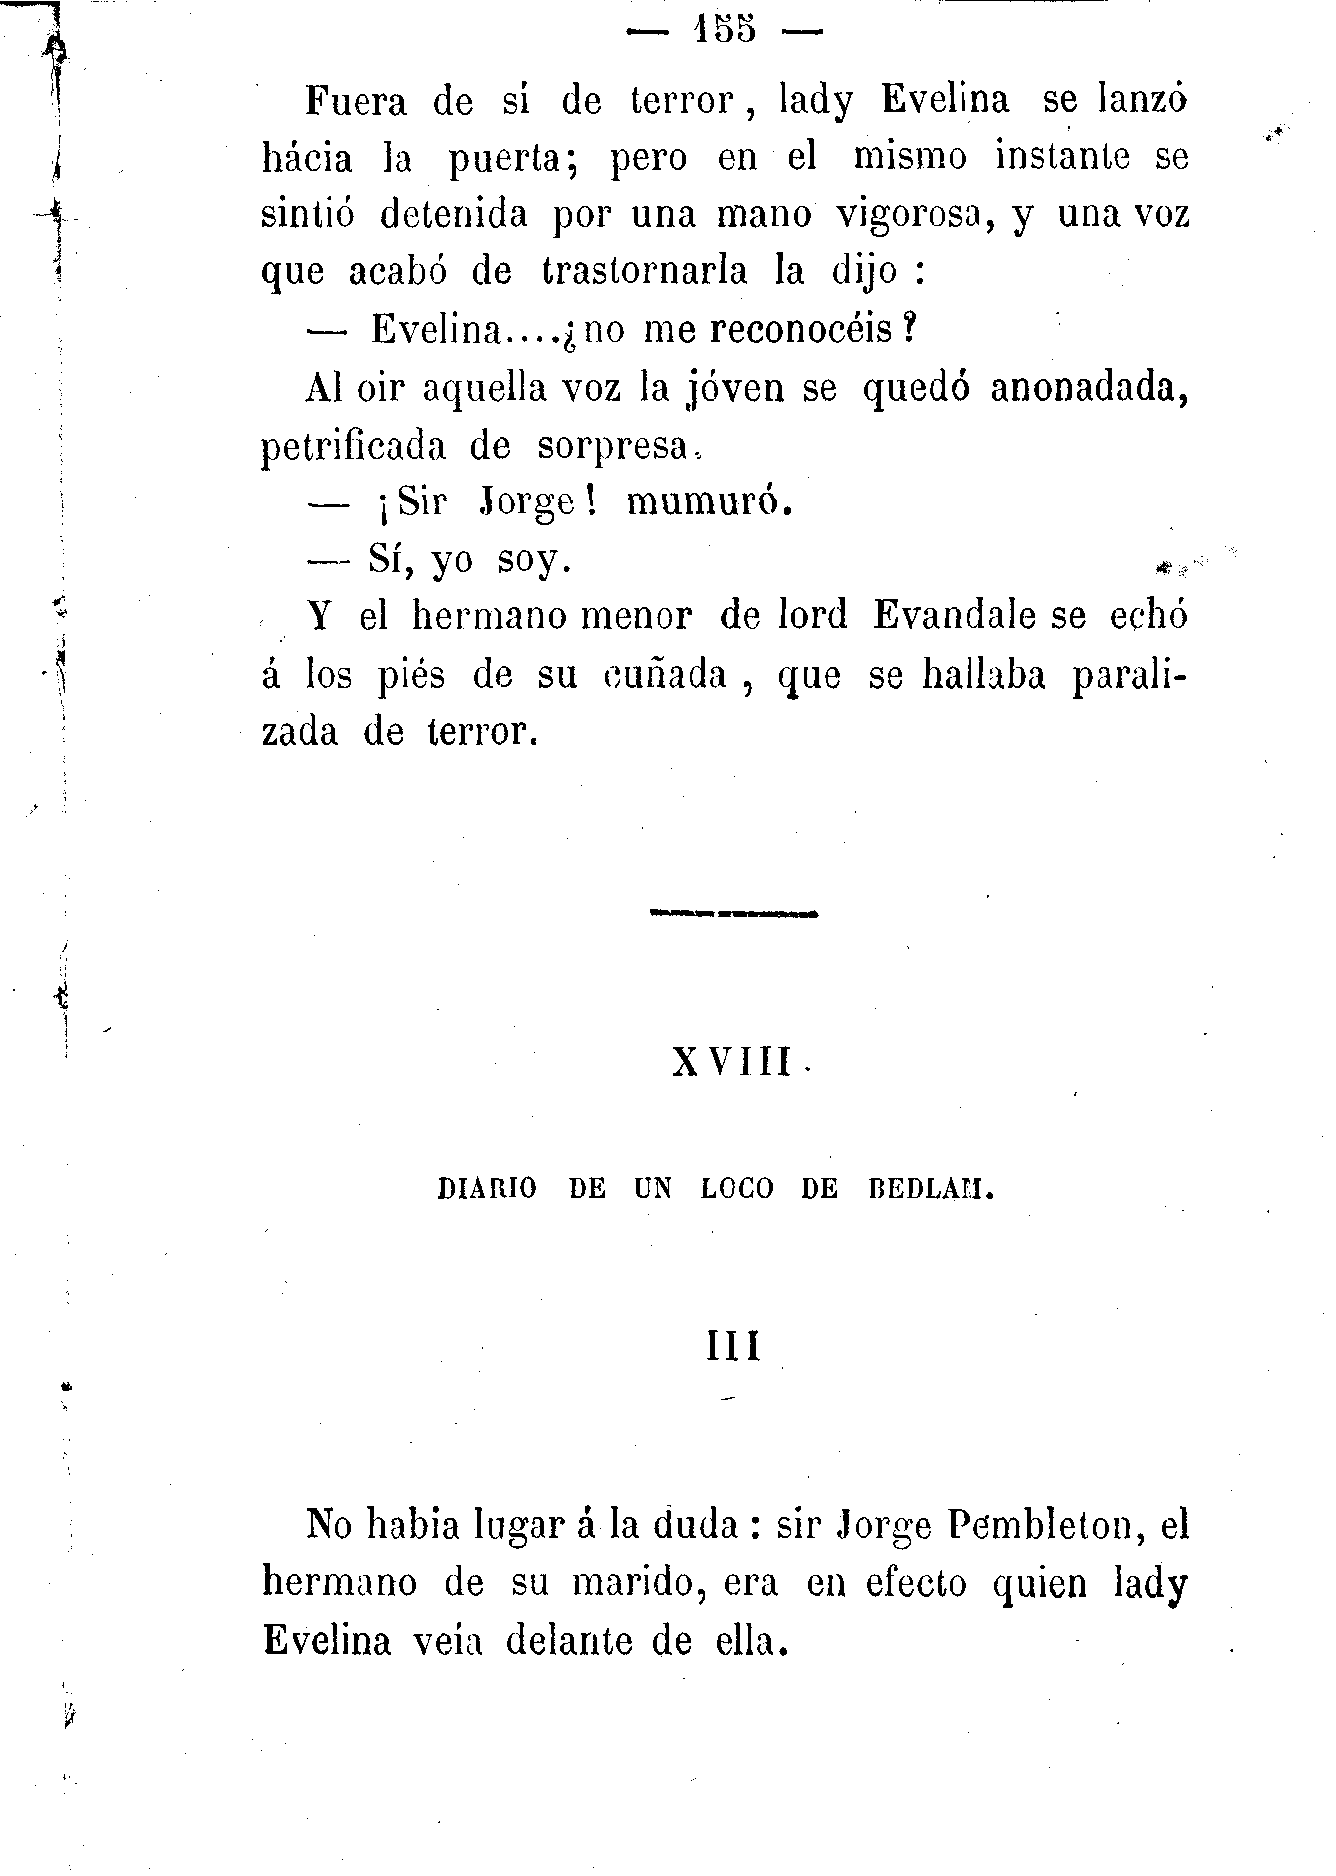 — 155 —
Fuera de sí de terror, lady Evelina se lanzó
hácia la puerta; pero en el mismo instante se
sintió detenida por una mano vigorosa, y una voz
que acabó de trastornarla la dijo :
— Evelina....¿no me reconocéis?
Al oir aquella voz la jóven se quedó anonadada,
petrificada de sorpresa.
— ¡Sir Jorge! mumuró.
— Sí, yo soy.
Y el hermano menor de lord Evandale se echó
á los piés de su cuñada , que se hallaba parali-
zada de terror.
XVIII.
DIARIO DE UN LOCO DE BEDLAM.
III
No habia lugar á la duda : sir Jorge Pembleton, el
hermano de su marido, era en efecto quien lady
Evelina veía delante de ella.